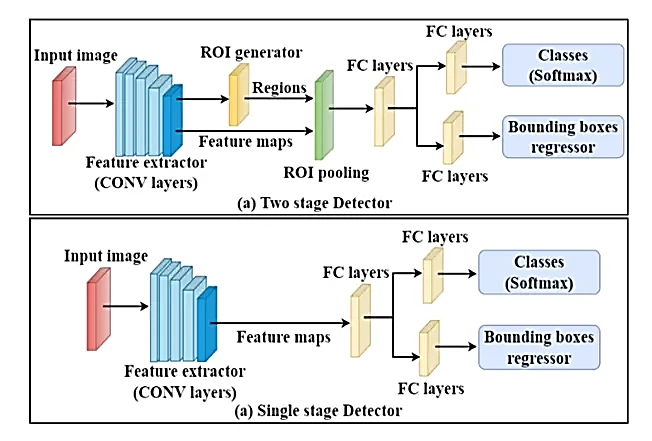 Input image
ROI generator
FC layers
FC layers
Classes
(Softmax)
Regions
Feature maps
Feature extractor
(CONV layers)
ROI pooling
FC layers
Bounding boxes
regressor
(a) Two stage Detector
Input image
FC layers
FC layers
Classes
(Softmax)
Feature maps
Feature extractor
(CONV layers)
FC layers
Bounding boxes
regressor
(a) Single stage Detector